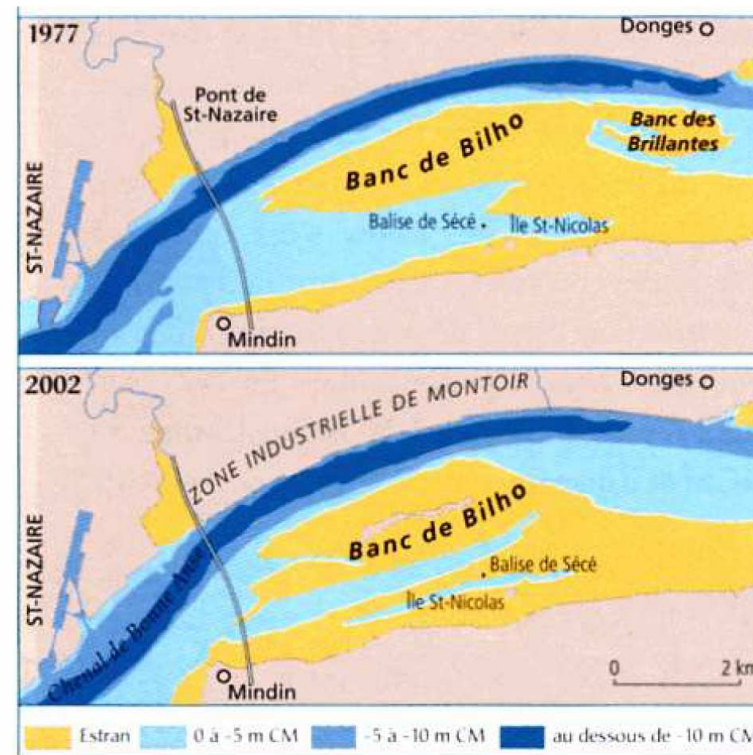 1977
Donges
Pont de
St-Nazaire
Banc des
Brillantes
Banc de Bilho
ST-NAZAIRE
Balise de Sécé
Île St-Nicolas
Mindin
2002
Donges
ZONE INDUSTRIELLE DE MONTOIR
Banc de Bilho
ST-NAZAIRE
Balise de Sécé
Île St-Nicolas
Chenal de Bonne Anse
Mindin
0 2 km
Estran
0 à -5 m CM
-5 à -10 m CM
au dessous de -10 m CM